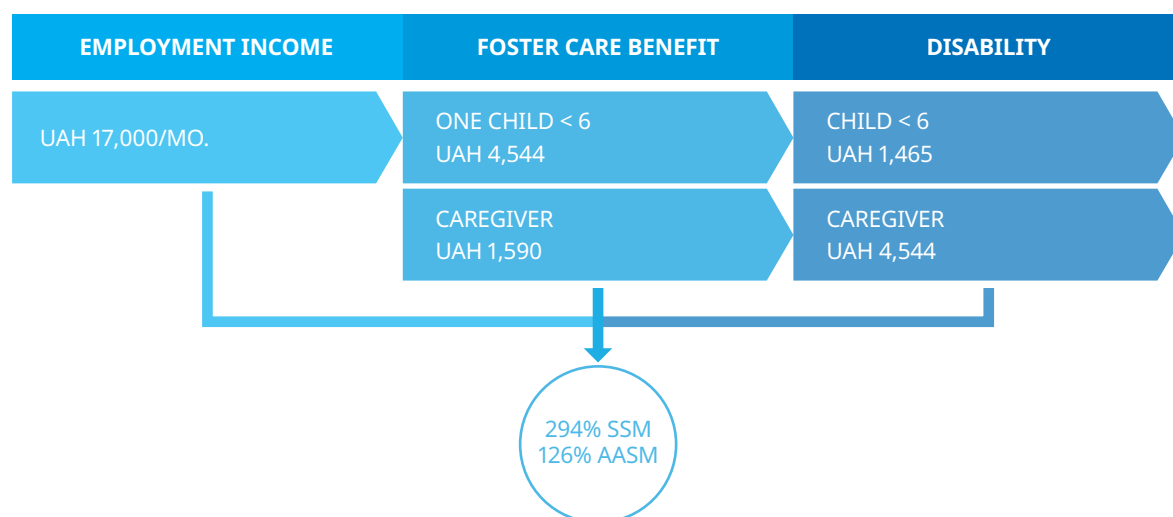 EMPLOYMENT INCOME
FOSTER CARE BENEFIT
DISABILITY
UAH 17,000/MO.
ONE CHILD < 6
UAH 4,544
CHILD < 6
UAH 1,465
CAREGIVER
UAH 1,590
CAREGIVER
UAH 4,544
294% SSM
126% AASM